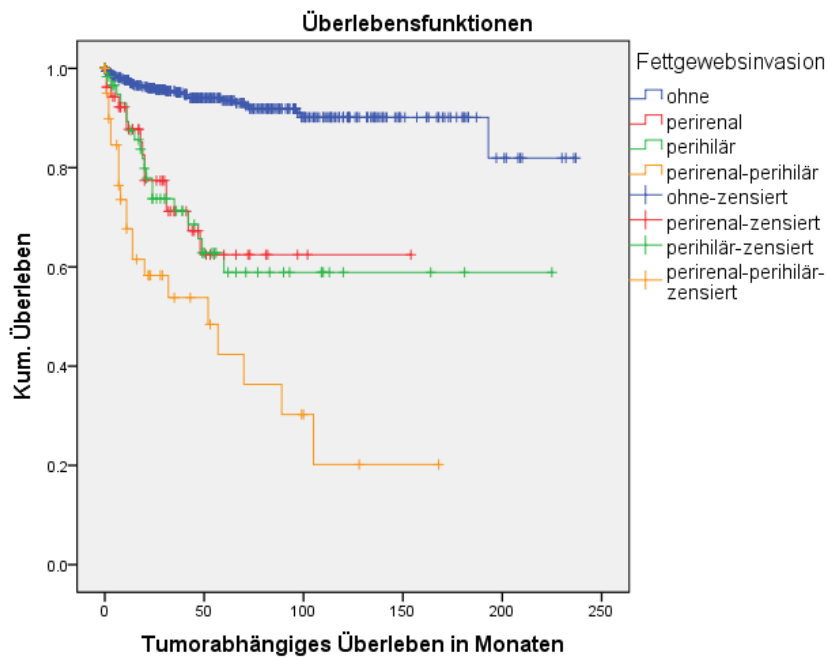 Überlebensfunktionen
Kum. Überleben
1.0
0.8
0.6
0.4
0.2
0.0
0 50 100 150 200 250
Tumorabhängiges Überleben in Monaten
Fettgewebsinvasion
ohne
perirenal
perihilär
perirenal-perihilär
ohne-zensiert
perirenal-zensiert
perihilär-zensiert
perirenal-perihilär-
zensiert